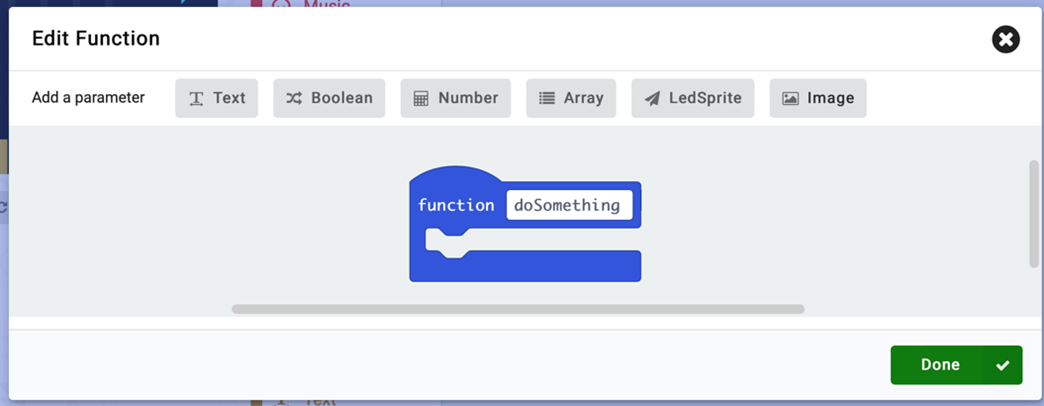 Music
Edit Function
Add a parameter Text Boolean Number Array LedSprite Image
function doSomething
Done
Text